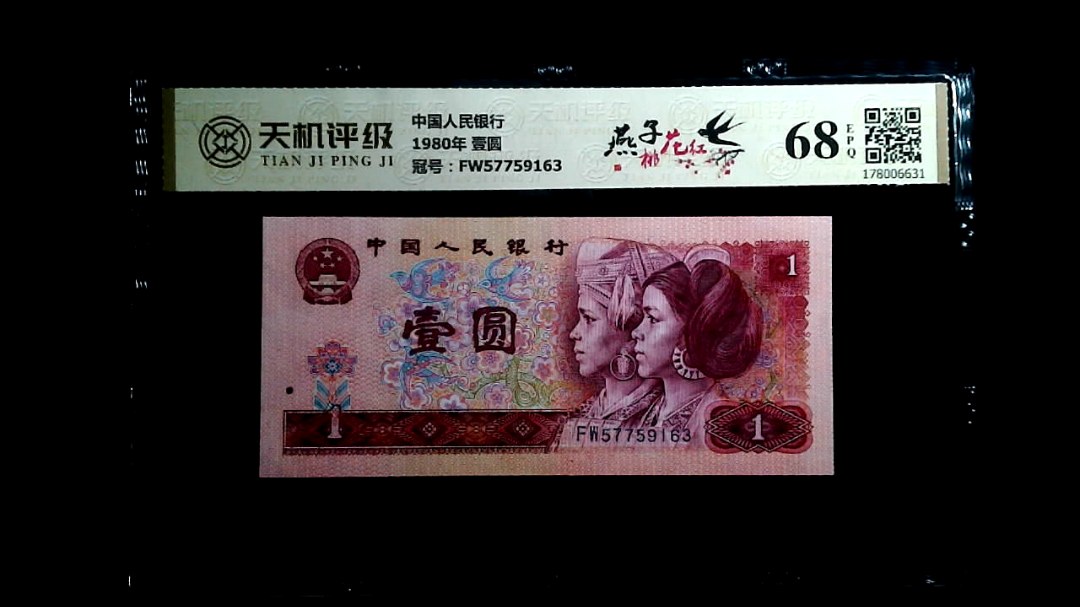 天机评级
TIAN JI PING JI
中国人民银行
1980年 壹圆
冠号：FW57759163
燕子
桃花红
68
EPQ
178006631
中国人民银行
1
壹圆
1
FW57759163
1